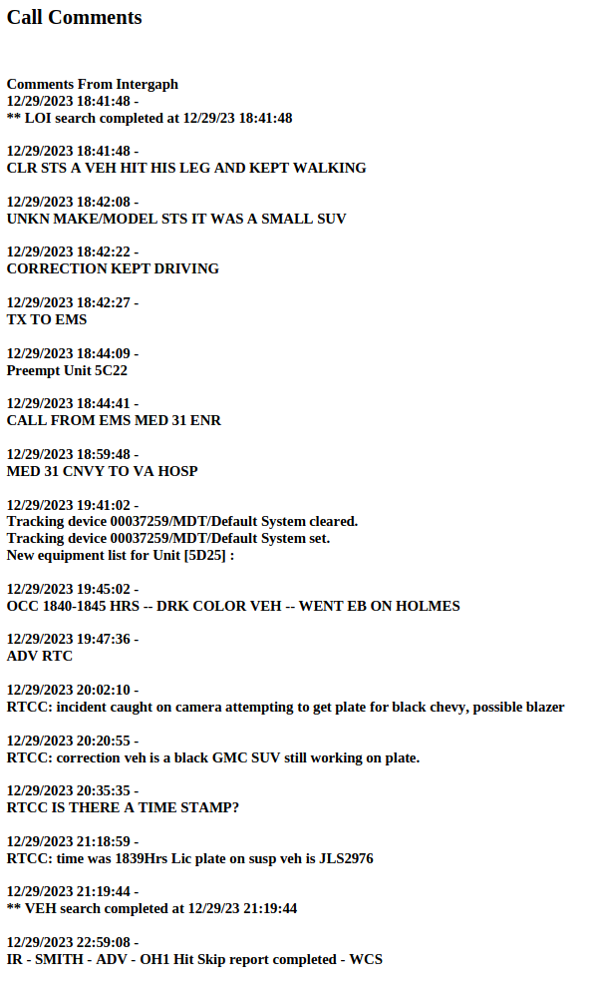 Call Comments
Comments From Intergaph
12/29/2023 18:41:48 -
** LOI search completed at 12/29/23 18:41:48
12/29/2023 18:41:48 -
CLR STS A VEH HIT HIS LEG AND KEPT WALKING
12/29/2023 18:42:08 -
UNKN MAKE/MODEL STS IT WAS A SMALL SUV
12/29/2023 18:42:22 -
CORRECTION KEPT DRIVING
12/29/2023 18:42:27 -
TX TO EMS
12/29/2023 18:44:09 -
Preempt Unit 5C22
12/29/2023 18:44:41 -
CALL FROM EMS MED 31 ENR
12/29/2023 18:59:48 -
MED 31 CNVY TO VA HOSP
12/29/2023 19:41:02 -
Tracking device 00037259/MDT/Default System cleared.
Tracking device 00037259/MDT/Default System set.
New equipment list for Unit [5D25] :
12/29/2023 19:45:02 -
OCC 1840-1845 HRS -- DRK COLOR VEH -- WENT EB ON HOLMES
12/29/2023 19:47:36 -
ADV RTC
12/29/2023 20:02:10 -
RTCC: incident caught on camera attempting to get plate for black chevy, possible blazer
12/29/2023 20:20:55 -
RTCC: correction veh is a black GMC SUV still working on plate.
12/29/2023 20:35:35 -
RTCC IS THERE A TIME STAMP?
12/29/2023 21:18:59 -
RTCC: time was 1839Hrs Lic plate on susp veh is JLS2976
12/29/2023 21:19:44 -
** VEH search completed at 12/29/23 21:19:44
12/29/2023 22:59:08 -
IR - SMITH - ADV - OH1 Hit Skip report completed - WCS